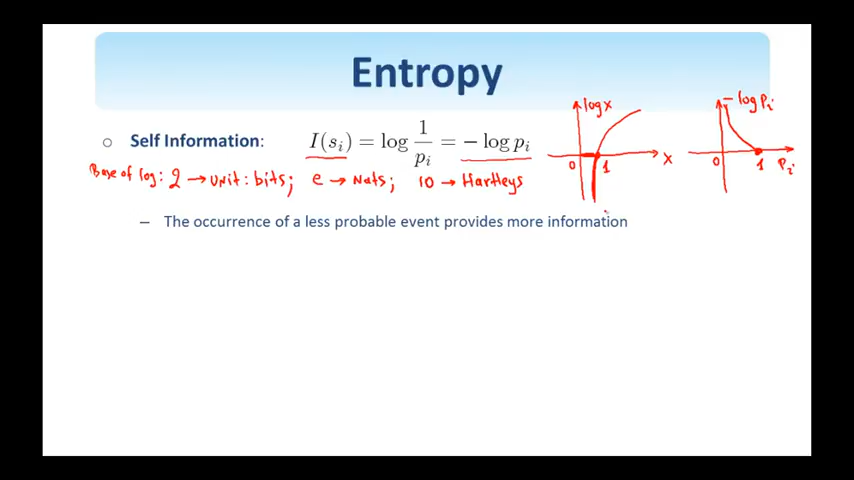 Entropy
Self Information: I(s_i) = log 1/p_i = − log p_i
Base of log: 2 → unit: bits; e → Nats; 10 → Hartleys
log x
0 1 x
− log P_i
0 1 P_i
– The occurrence of a less probable event provides more information